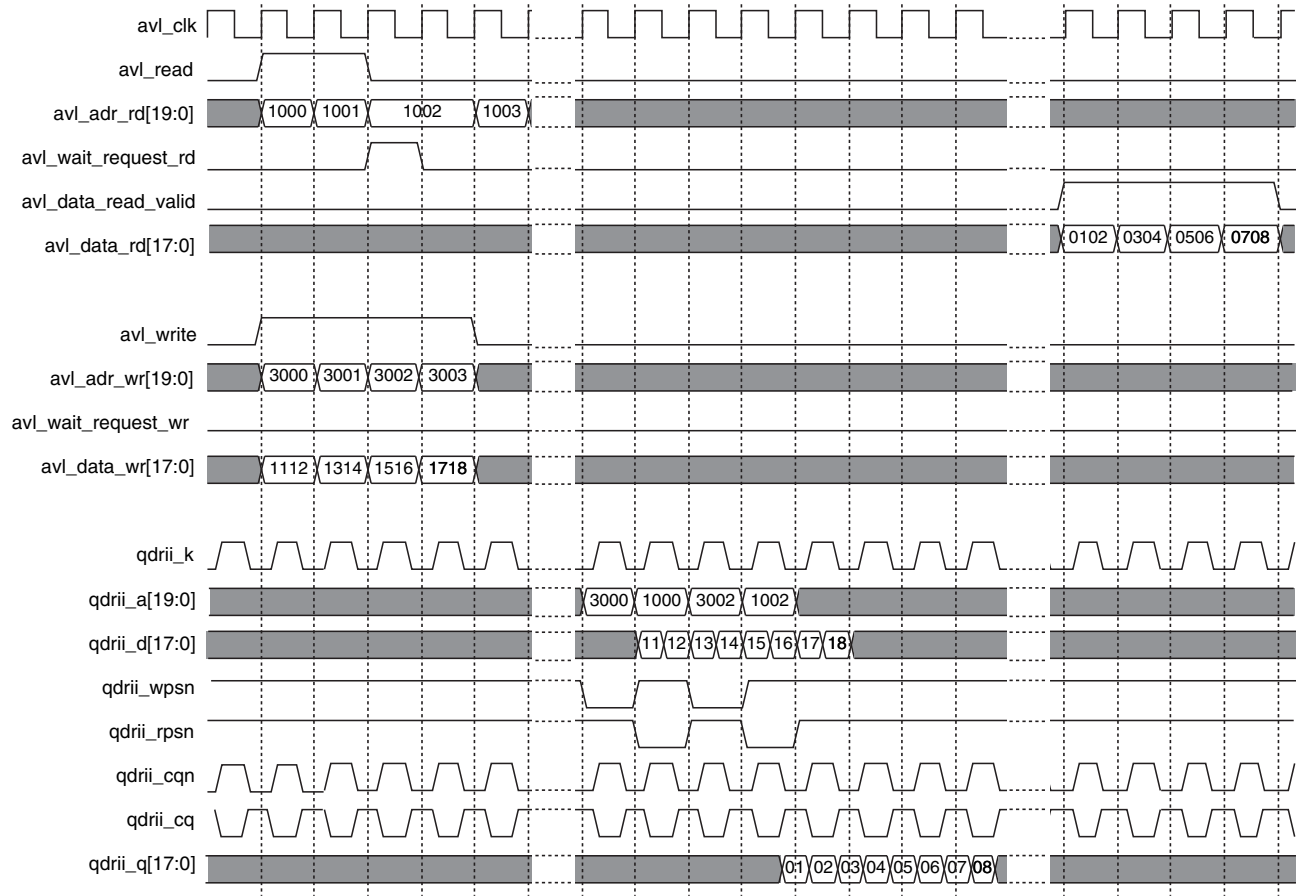 avl_clk
avl_read
avl_adr_rd[19:0] 1000 1001 1002 1003
avl_wait_request_rd
avl_data_read_valid
avl_data_rd[17:0] 0102 0304 0506 0708
avl_write
avl_adr_wr[19:0] 3000 3001 3002 3003
avl_wait_request_wr
avl_data_wr[17:0] 1112 1314 1516 1718
qdrii_k
qdrii_a[19:0] 3000 1000 3002 1002
qdrii_d[17:0] 11 12 13 14 15 16 17 18
qdrii_wpsn
qdrii_rpsn
qdrii_cqn
qdrii_cq
qdrii_q[17:0] 01 02 03 04 05 06 07 08